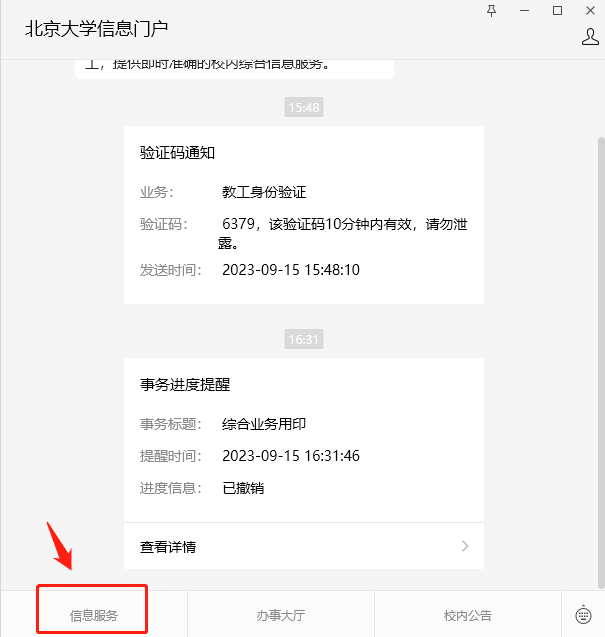 北京大学信息门户
工，提供即时准确的校内综合信息服务。
15:48
验证码通知
业务： 教工身份验证
验证码： 6379，该验证码10分钟内有效，请勿泄
露。
发送时间： 2023-09-15 15:48:10
16:31
事务进度提醒
事务标题： 综合业务用印
提醒时间： 2023-09-15 16:31:46
进度信息： 已撤销
查看详情
信息服务 办事大厅 校内公告